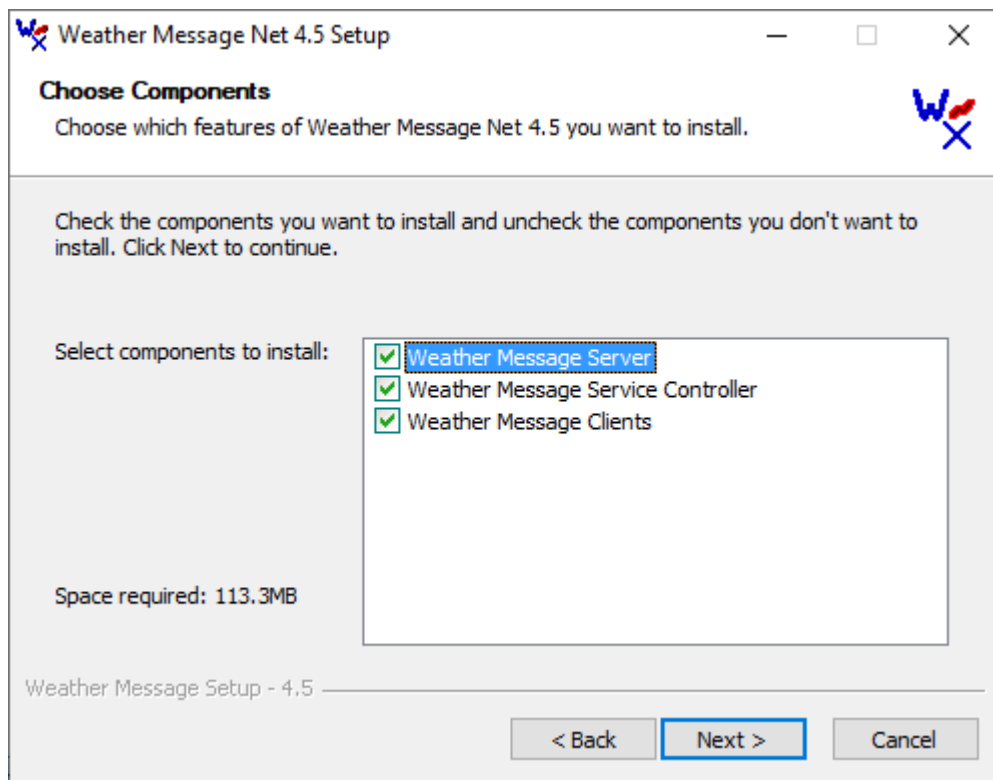 Weather Message Net 4.5 Setup
Choose Components
Choose which features of Weather Message Net 4.5 you want to install.
WX
Check the components you want to install and uncheck the components you don't want to
install. Click Next to continue.
Select components to install:
Weather Message Server
Weather Message Service Controller
Weather Message Clients
Space required: 113.3MB
Weather Message Setup - 4.5
< Back
Next >
Cancel